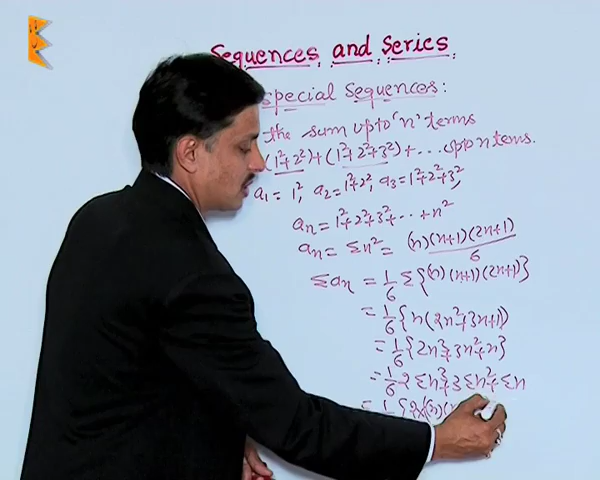 Sequences and Series
special Sequences:
the sum upto 'n' terms
(1²+2²)+(1²+2²+3²)+... upto n terms.
a₁ = 1², a₂=1²+2², a₃=1²+2²+3²,
aₙ=1²+2²+3²+...+n²
aₙ= Σn² = (n)(n+1)(2n+1)/6
Σaₙ = 1/6 Σ{(n)(n+1)(2n+1)}
= 1/6 {n(2n²+3n+1)}
= 1/6 {2n³+3n²+n}
= 1/6 2Σn³+3Σn²+Σn